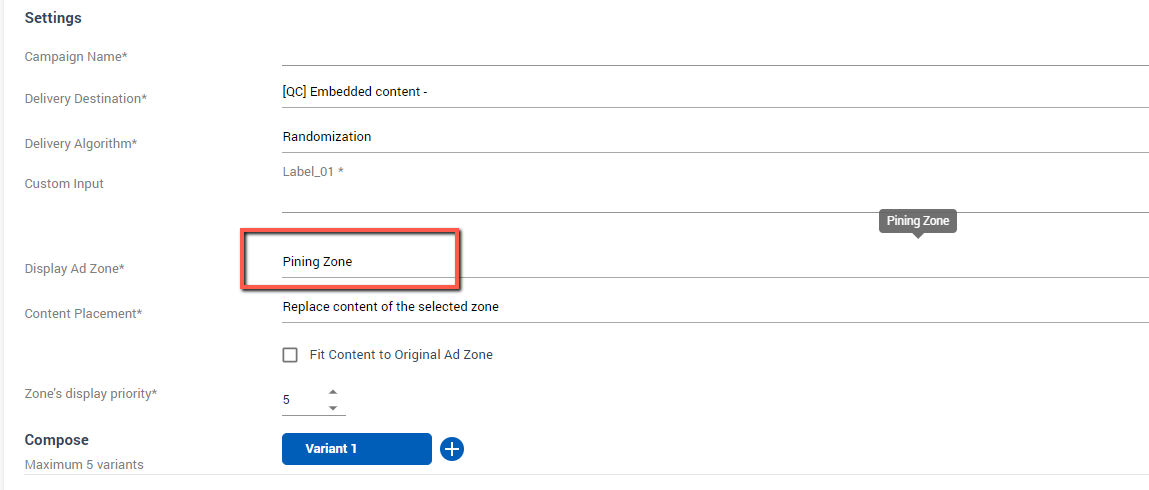 Settings
Campaign Name*
Delivery Destination*
[QC] Embedded content -
Delivery Algorithm*
Randomization
Custom Input
Label_01 *
Pining Zone
Display Ad Zone*
Pining Zone
Content Placement*
Replace content of the selected zone
Fit Content to Original Ad Zone
Zone's display priority*
5
Compose
Variant 1
Maximum 5 variants